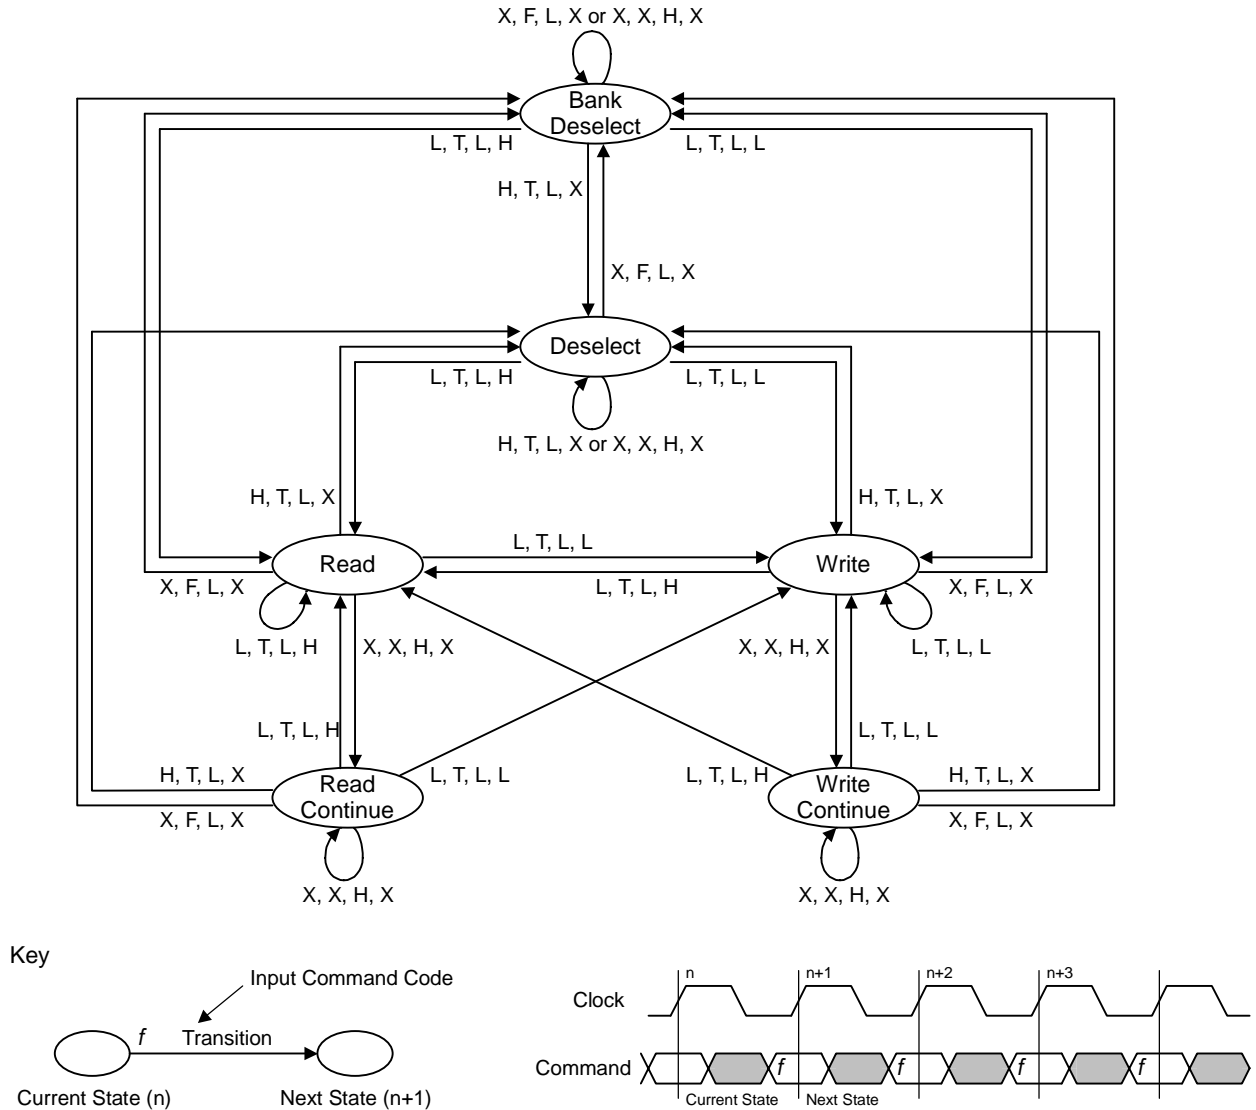 X, F, L, X or X, X, H, X
Bank
Deselect
L, T, L, H
L, T, L, L
H, T, L, X
X, F, L, X
Deselect
L, T, L, H
L, T, L, L
H, T, L, X or X, X, H, X
H, T, L, X
H, T, L, X
L, T, L, L
Read
Write
X, F, L, X
L, T, L, H
X, F, L, X
L, T, L, H
X, X, H, X
X, X, H, X
L, T, L, L
L, T, L, H
L, T, L, L
H, T, L, X
Read
Continue
L, T, L, L
L, T, L, H
Write
Continue
H, T, L, X
X, F, L, X
X, F, L, X
X, X, H, X
X, X, H, X
Key
Input Command Code
f
Transition
Current State (n)
Next State (n+1)
n
n+1
n+2
n+3
Clock
Command
f
f
f
f
Current State
Next State